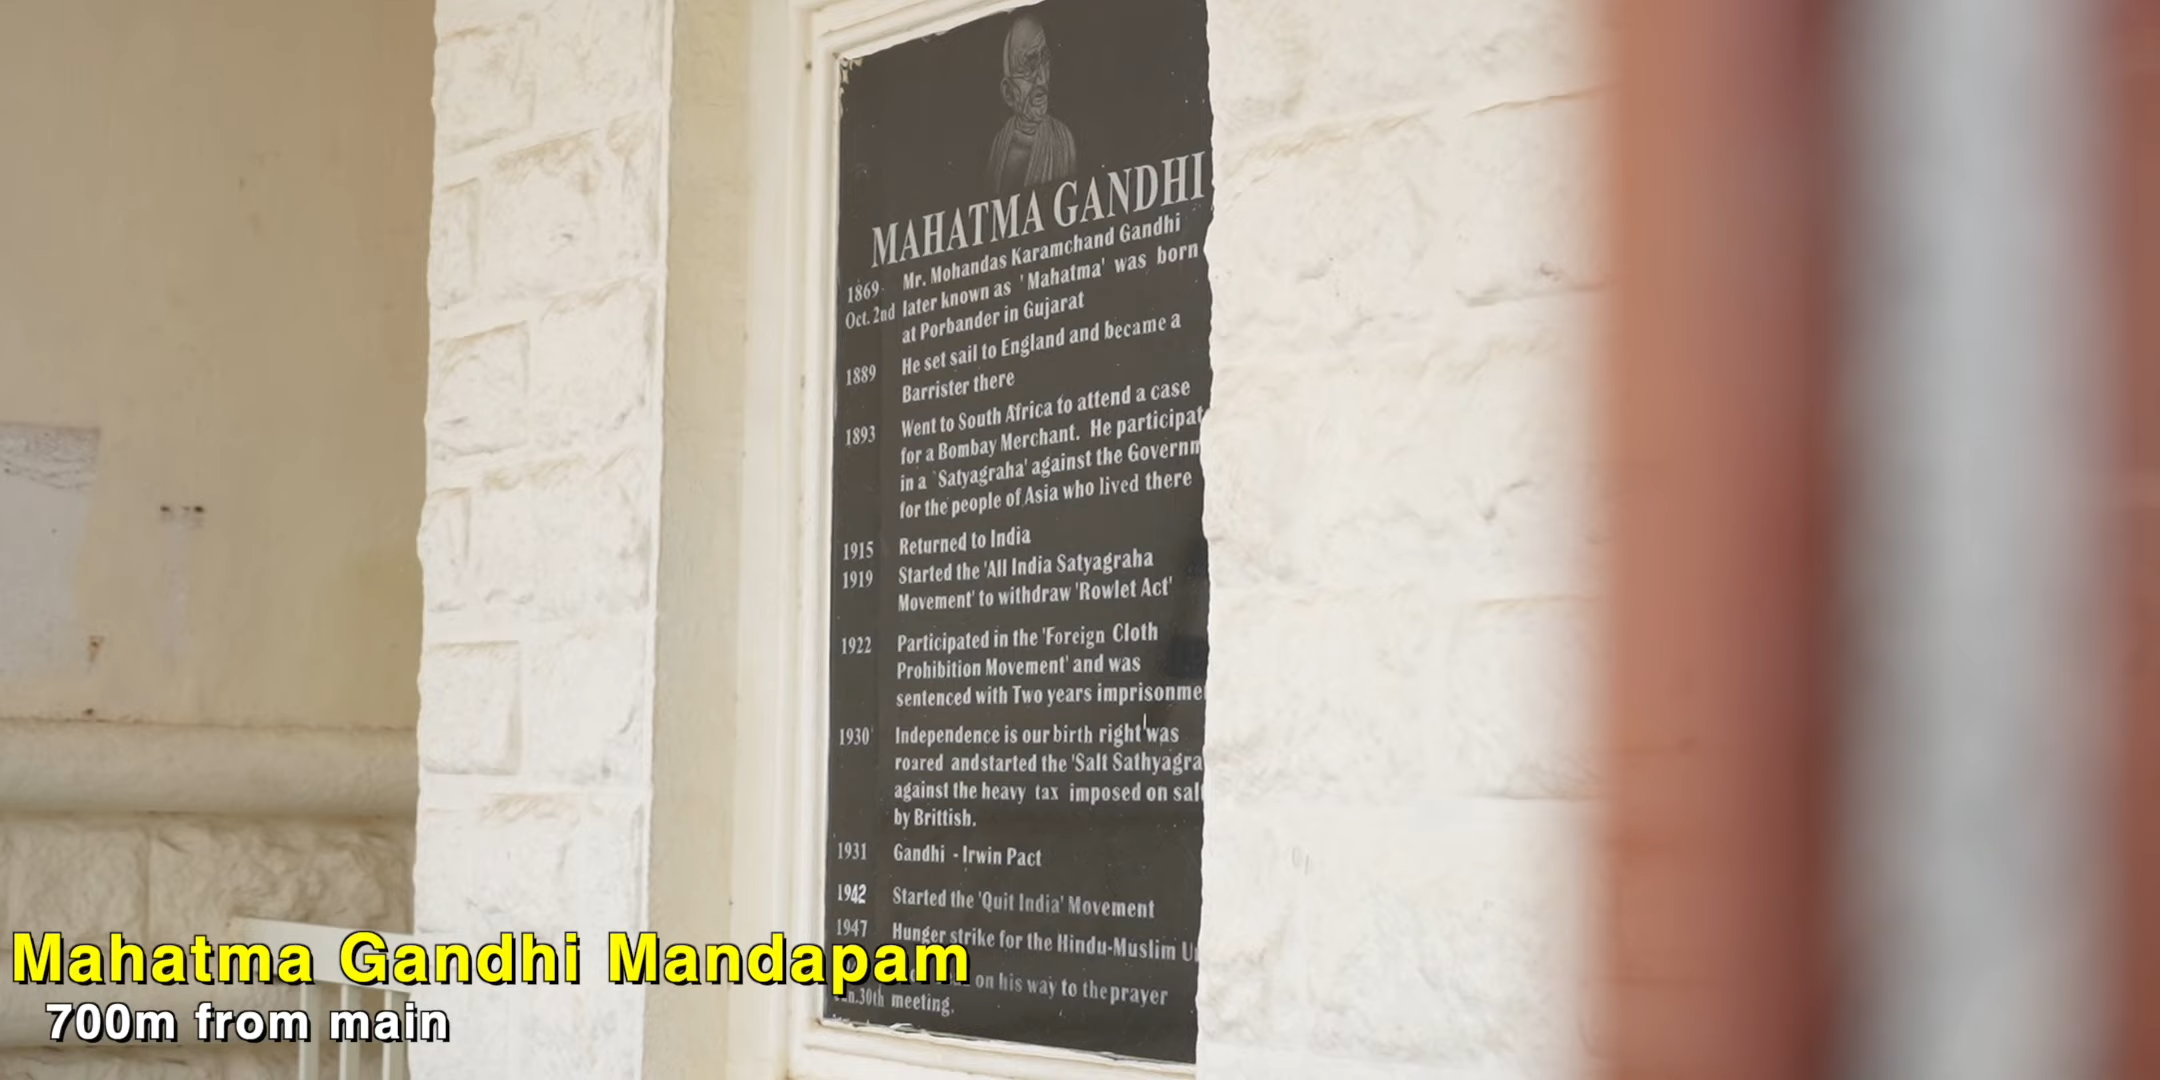 MAHATMA GANDHI
1869 Mr. Mohandas Karamchand Gandhi
Oct. 2nd later known as 'Mahatma' was born
at Porbander in Gujarat
1889 He set sail to England and became a
Barrister there
1893 Went to South Africa to attend a case
for a Bombay Merchant. He participat
in a 'Satyagraha' against the Governm
for the people of Asia who lived there
1915 Returned to India
1919 Started the 'All India Satyagraha
Movement' to withdraw 'Rowlet Act'
1922 Participated in the 'Foreign Cloth
Prohibition Movement' and was
sentenced with Two years imprisonme
1930 Independence is our birth right' was
roared andstarted the 'Salt Sathyagra
against the heavy tax imposed on salt
by Brittish.
1931 Gandhi - Irwin Pact
1942 Started the 'Quit India' Movement
1947 Hunger strike for the Hindu-Muslim U
on his way to theprayer
30th meeting.
Mahatma Gandhi Mandapam
700m from main